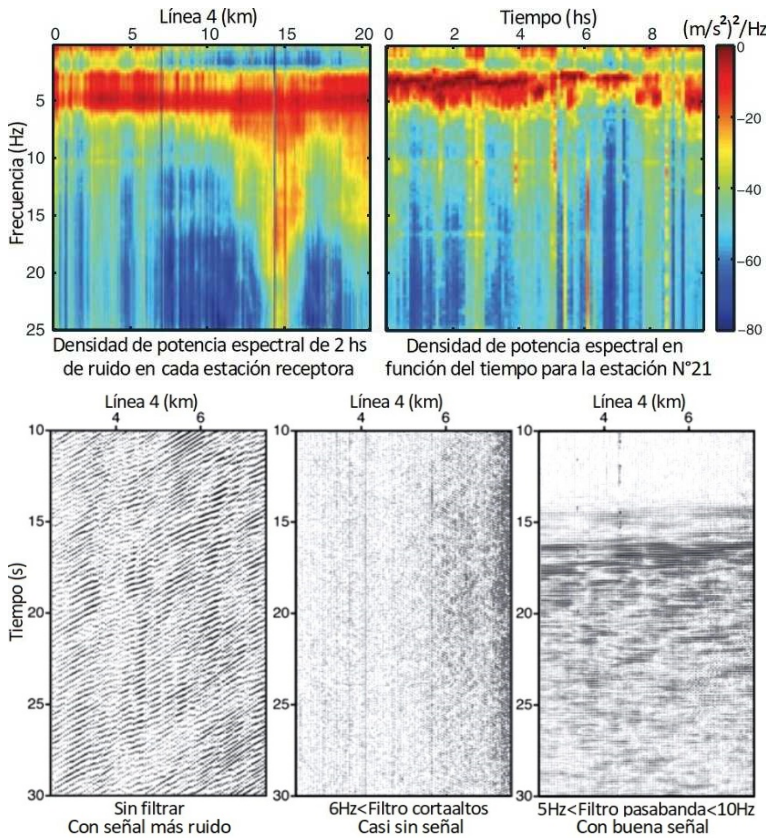 Línea 4 (km)
0 5 10 15 20
Tiempo (hs)
0 2 4 6 8
(m/s²)²/Hz
Frecuencia (Hz)
5
10
15
20
25
0
−20
−40
−60
−80
Densidad de potencia espectral de 2 hs
de ruido en cada estación receptora
Densidad de potencia espectral en
función del tiempo para la estación N°21
Línea 4 (km)
4 6
Línea 4 (km)
4 6
Línea 4 (km)
4 6
Tiempo (s)
10
15
20
25
30
10
15
20
25
30
10
15
20
25
30
Sin filtrar
Con señal más ruido
6Hz<Filtro cortaaltos
Casi sin señal
5Hz<Filtro pasabanda<10Hz
Con buena señal